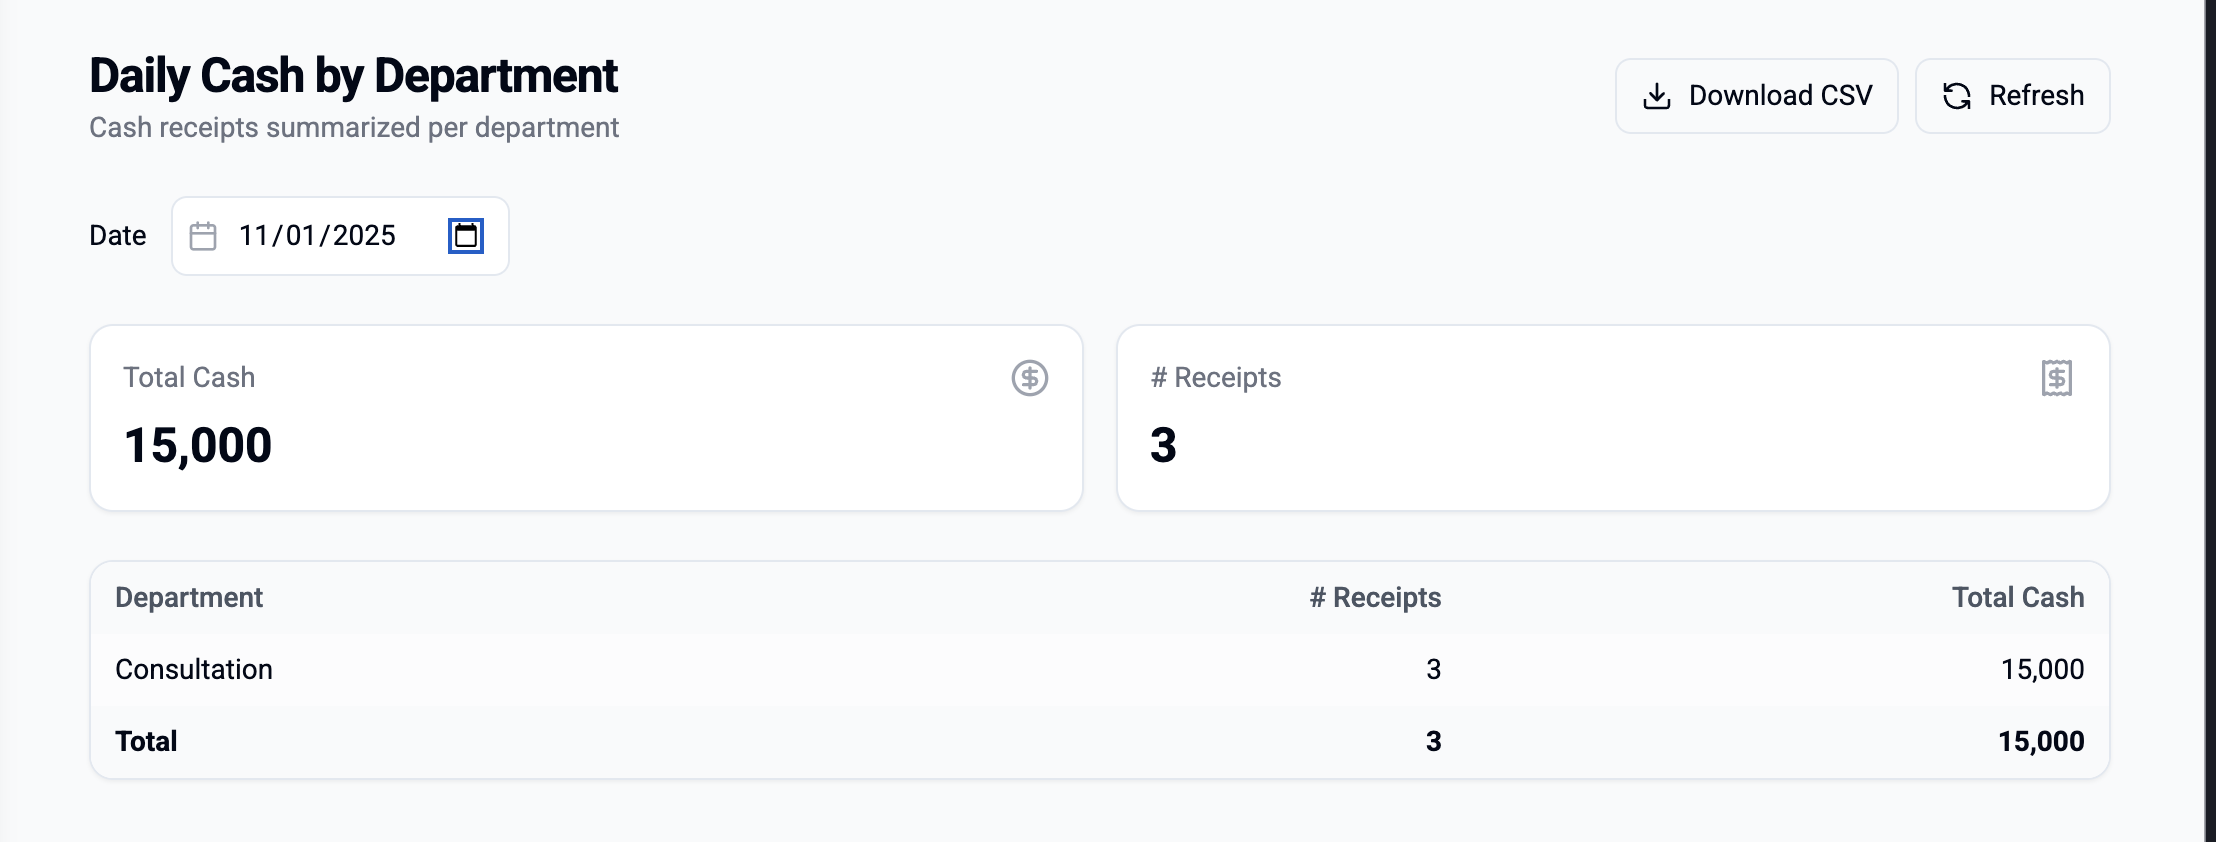 Daily Cash by Department
Cash receipts summarized per department
Download CSV
Refresh
Date 11/01/2025
Total Cash
15,000
# Receipts
3
Department # Receipts Total Cash
Consultation 3 15,000
Total 3 15,000